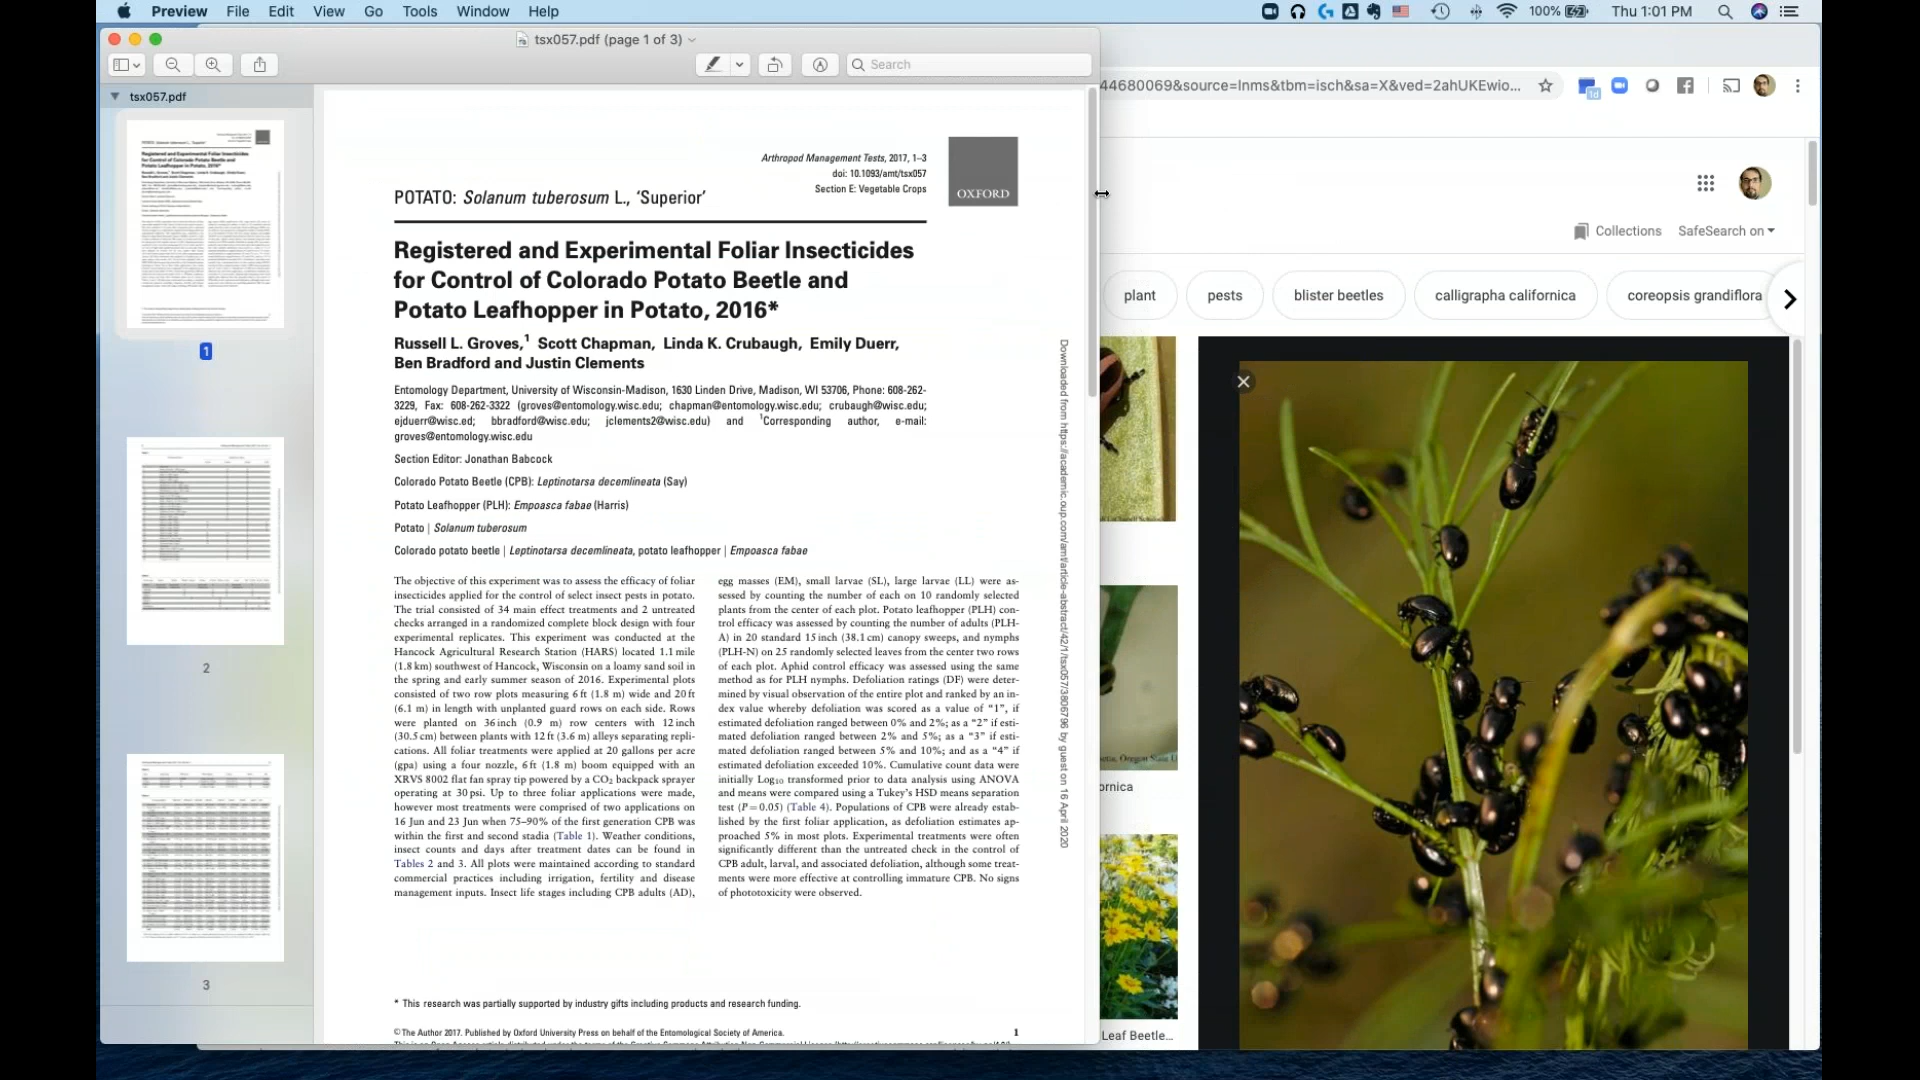 Preview File Edit View Go Tools Window Help
100% Thu 1:01 PM
tsx057.pdf (page 1 of 3)
Search
tsx057.pdf
1
2
3
Arthropod Management Tests, 2017, 1–3
doi: 10.1093/amt/tsx057
Section E: Vegetable Crops
OXFORD
POTATO: Solanum tuberosum L., ‘Superior’
Registered and Experimental Foliar Insecticides
for Control of Colorado Potato Beetle and
Potato Leafhopper in Potato, 2016*
Russell L. Groves,1 Scott Chapman, Linda K. Crubaugh, Emily Duerr,
Ben Bradford and Justin Clements
Entomology Department, University of Wisconsin-Madison, 1630 Linden Drive, Madison, WI 53706, Phone: 608-262-
3229, Fax: 608-262-3322 (groves@entomology.wisc.edu; chapman@entomology.wisc.edu; crubaugh@wisc.edu;
ejduerr@wisc.ed; bbradford@wisc.edu; jclements2@wisc.edu) and 1Corresponding author, e-mail:
groves@entomology.wisc.edu
Section Editor: Jonathan Babcock
Colorado Potato Beetle (CPB): Leptinotarsa decemlineata (Say)
Potato Leafhopper (PLH): Empoasca fabae (Harris)
Potato | Solanum tuberosum
Colorado potato beetle | Leptinotarsa decemlineata, potato leafhopper | Empoasca fabae
The objective of this experiment was to assess the efficacy of foliar
insecticides applied for the control of select insect pests in potato.
The trial consisted of 34 main effect treatments and 2 untreated
checks arranged in a randomized complete block design with four
experimental replicates. This experiment was conducted at the
Hancock Agricultural Research Station (HARS) located 1.1 mile
(1.8 km) southwest of Hancock, Wisconsin on a loamy sand soil in
the spring and early summer season of 2016. Experimental plots
consisted of two row plots measuring 6 ft (1.8 m) wide and 20 ft
(6.1 m) in length with unplanted guard rows on each side. Rows
were planted on 36 inch (0.9 m) row centers with 12 inch
(30.5 cm) between plants with 12 ft (3.6 m) alleys separating repli-
cations. All foliar treatments were applied at 20 gallons per acre
(gpa) using a four nozzle, 6 ft (1.8 m) boom equipped with an
XRVS 8002 flat fan spray tip powered by a CO2 backpack sprayer
operating at 30 psi. Up to three foliar applications were made,
however most treatments were comprised of two applications on
16 Jun and 23 Jun when 75–90% of the first generation CPB was
within the first and second stadia (Table 1). Weather conditions,
insect counts and days after treatment dates can be found in
Tables 2 and 3. All plots were maintained according to standard
commercial practices including irrigation, fertility and disease
management inputs. Insect life stages including CPB adults (AD),
egg masses (EM), small larvae (SL), large larvae (LL) were as-
sessed by counting the number of each on 10 randomly selected
plants from the center of each plot. Potato leafhopper (PLH) con-
trol efficacy was assessed by counting the number of adults (PLH-
A) in 20 standard 15 inch (38.1 cm) canopy sweeps, and nymphs
(PLH-N) on 25 randomly selected leaves from the center two rows
of each plot. Aphid control efficacy was assessed using the same
method as for PLH nymphs. Defoliation ratings (DF) were deter-
mined by visual observation of the entire plot and ranked by an in-
dex value whereby defoliation was scored as a value of “1”, if
estimated defoliation ranged between 0% and 2%; as a “2” if esti-
mated defoliation ranged between 2% and 5%; as a “3” if esti-
mated defoliation ranged between 5% and 10%; and as a “4” if
estimated defoliation exceeded 10%. Cumulative count data were
initially Log10 transformed prior to data analysis using ANOVA
and means were compared using a Tukey’s HSD means separation
test (P = 0.05) (Table 4). Populations of CPB were already estab-
lished by the first foliar application, as defoliation estimates ap-
proached 5% in most plots. Experimental treatments were often
significantly different than the untreated check in the control of
CPB adult, larval, and associated defoliation, although some treat-
ments were more effective at controlling immature CPB. No signs
of phototoxicity were observed.
* This research was partially supported by industry gifts including products and research funding.
© The Author 2017. Published by Oxford University Press on behalf of the Entomological Society of America.
1
Downloaded from https://academic.oup.com/amt/article-abstract/42/1/tsx057/3806796 by guest on 16 April 2020
44680069&source=lnms&tbm=isch&sa=X&ved=2ahUKEwio...
1d
Collections SafeSearch on
plant
pests
blister beetles
calligrapha californica
coreopsis grandiflora
ornica
Leaf Beetle...